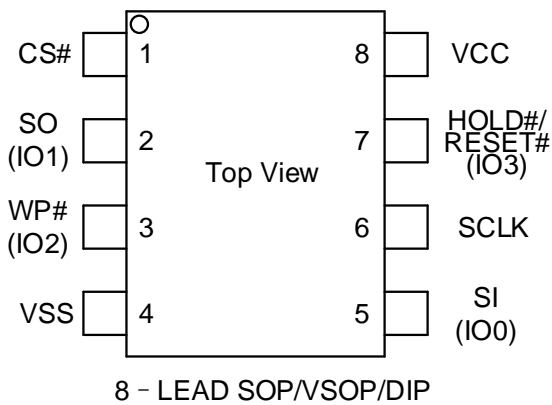 CS#
1
8
VCC
SO
(IO1)
2
7
HOLD#/
RESET#
(IO3)
Top View
WP#
(IO2)
3
6
SCLK
VSS
4
5
SI
(IO0)
8 – LEAD SOP/VSOP/DIP